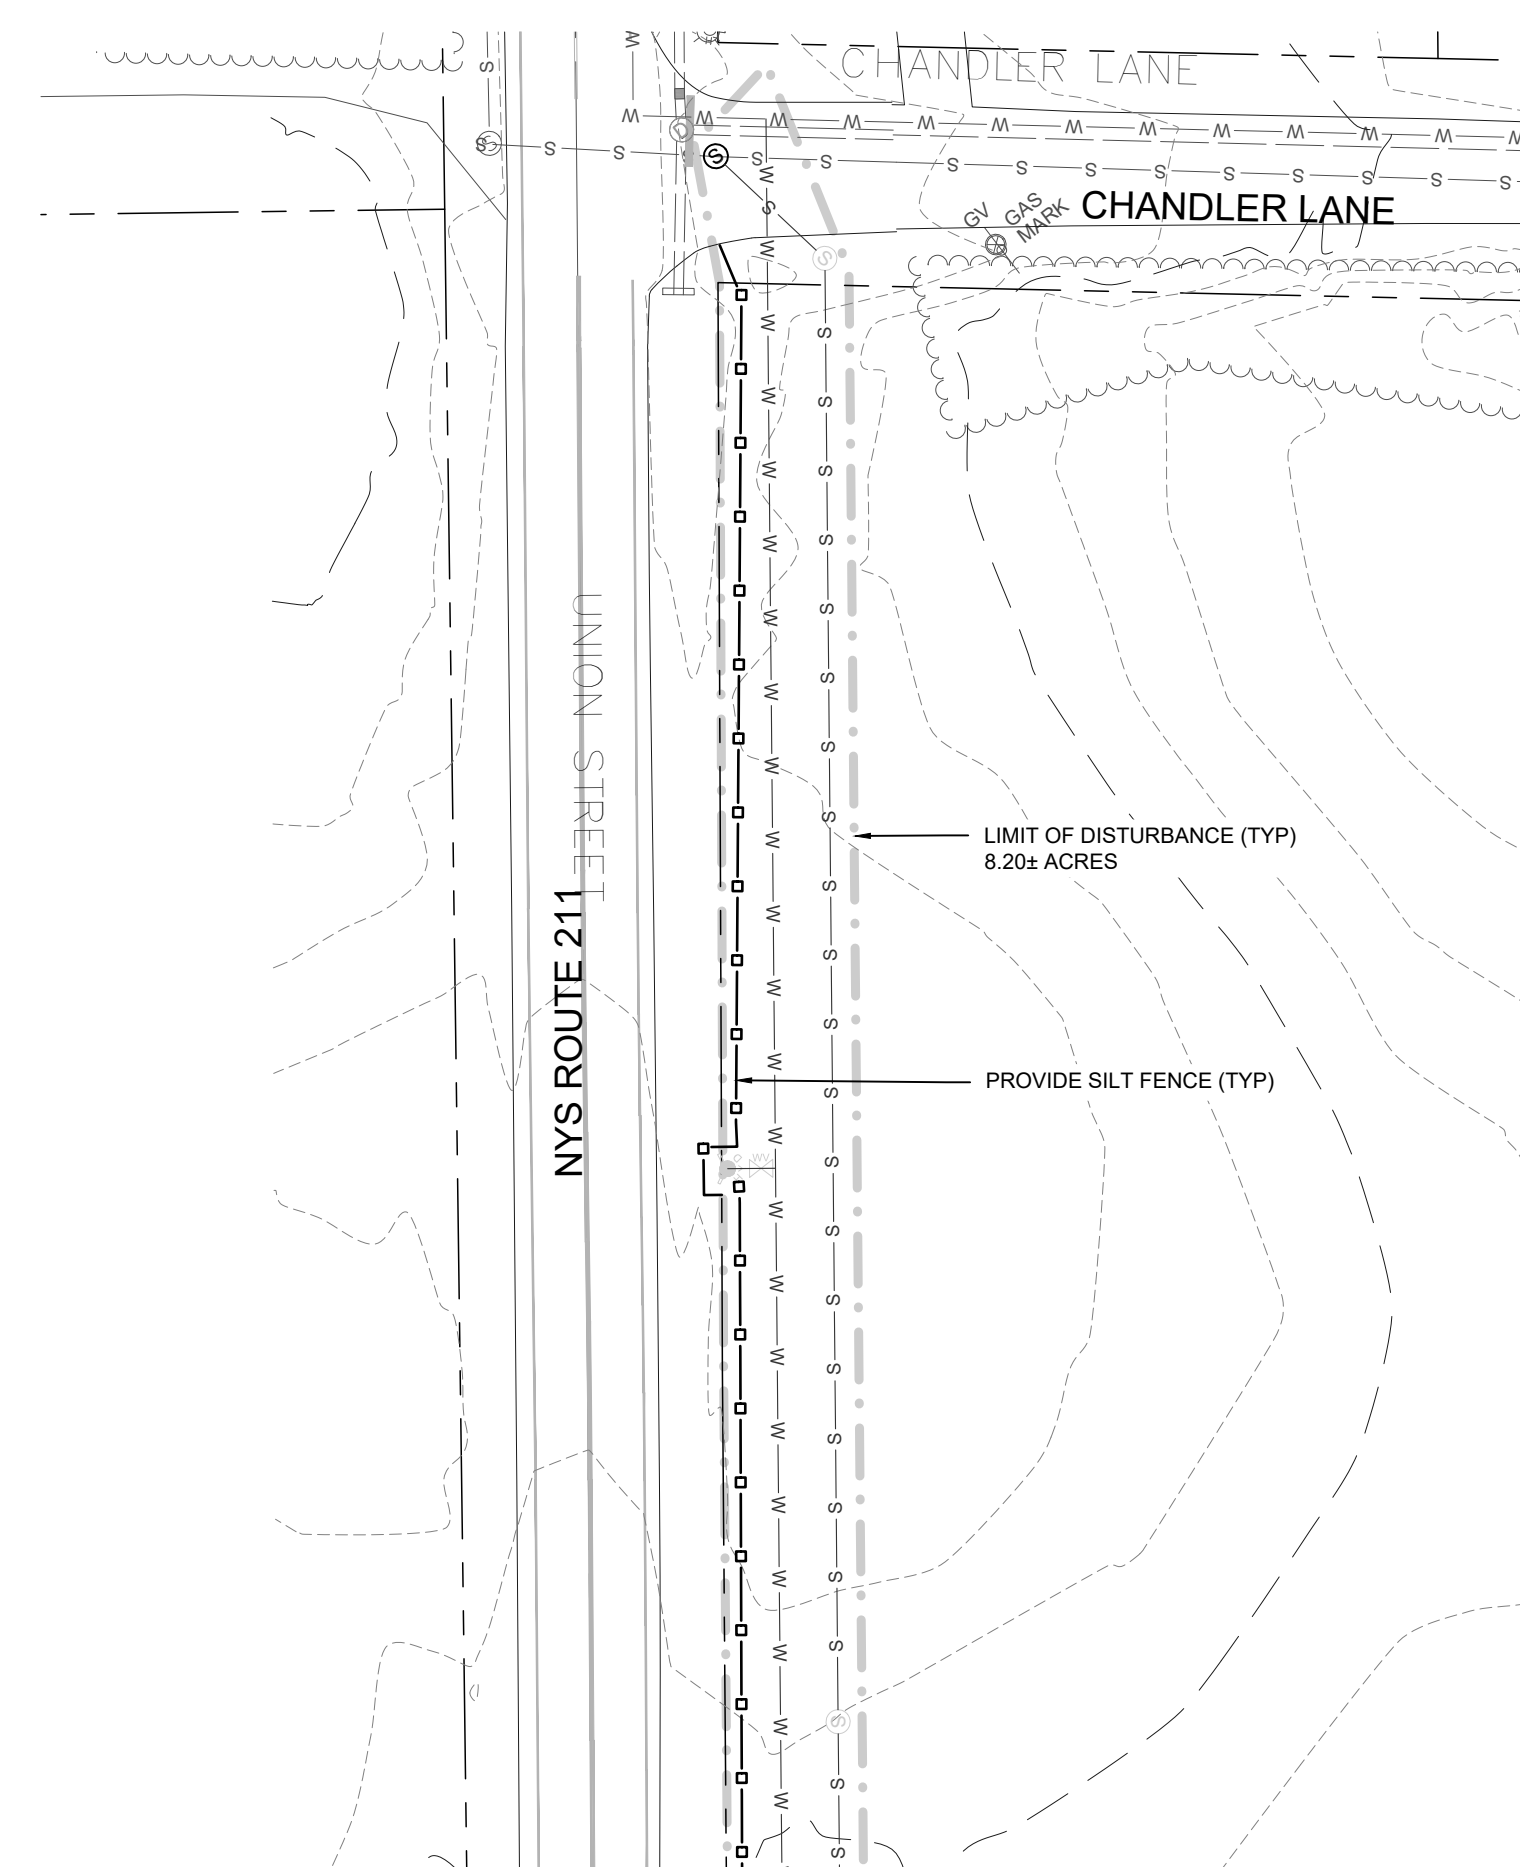 CHANDLER LANE
CHANDLER LANE
GV
GAS
MARK
UNION STREET
NYS ROUTE 211
LIMIT OF DISTURBANCE (TYP)
8.20± ACRES
PROVIDE SILT FENCE (TYP)
WV